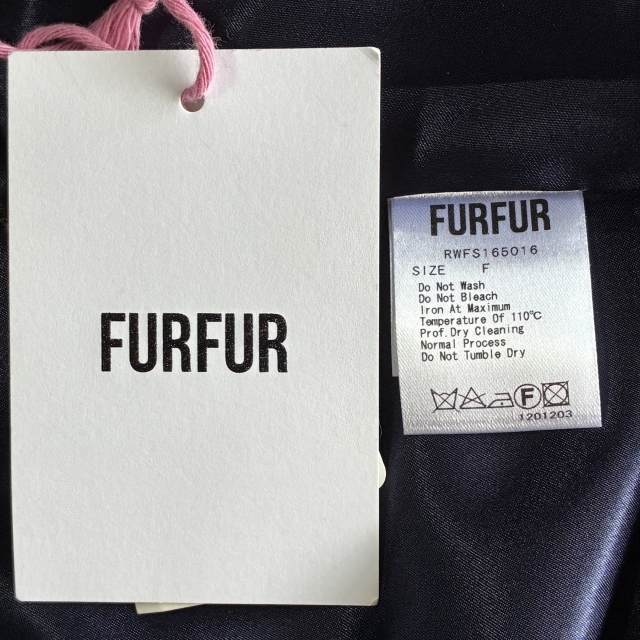 FURFUR
FURFUR
RWFS165016
SIZE F
Do Not Wash
Do Not Bleach
Iron At Maximum
Temperature Of 110℃
Prof.Dry Cleaning
Normal Process
Do Not Tumble Dry
F
1201203